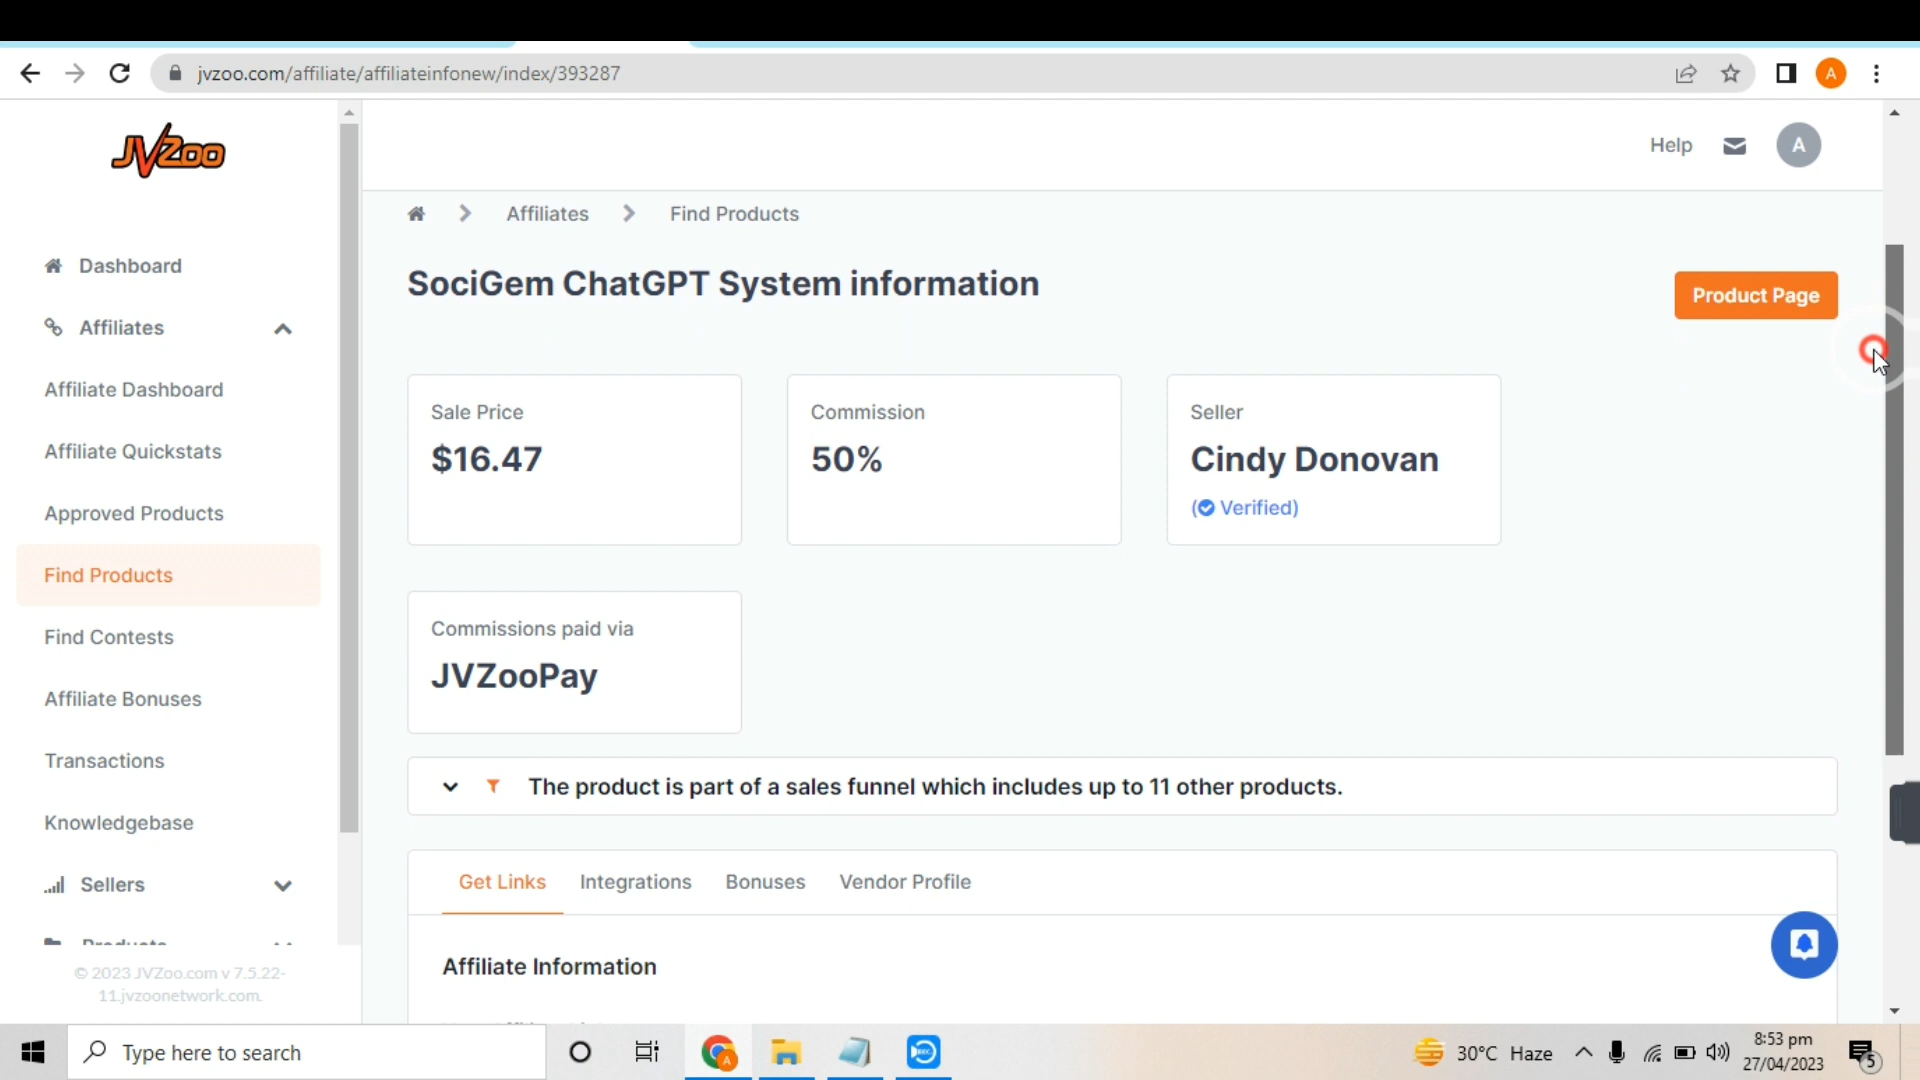 jvzoo.com/affiliate/affiliateinfonew/index/393287
A
JVZoo
Help
A
Affiliates
Find Products
Dashboard
Affiliates
Affiliate Dashboard
Affiliate Quickstats
Approved Products
Find Products
Find Contests
Affiliate Bonuses
Transactions
Knowledgebase
Sellers
Products
© 2023 JVZoo.com v 7.5.22-
11.jvzoonetwork.com.
SociGem ChatGPT System information
Product Page
Sale Price
$16.47
Commission
50%
Seller
Cindy Donovan
(Verified)
Commissions paid via
JVZooPay
The product is part of a sales funnel which includes up to 11 other products.
Get Links
Integrations
Bonuses
Vendor Profile
Affiliate Information
Type here to search
A
REC
30°C Haze
8:53 pm
27/04/2023
5